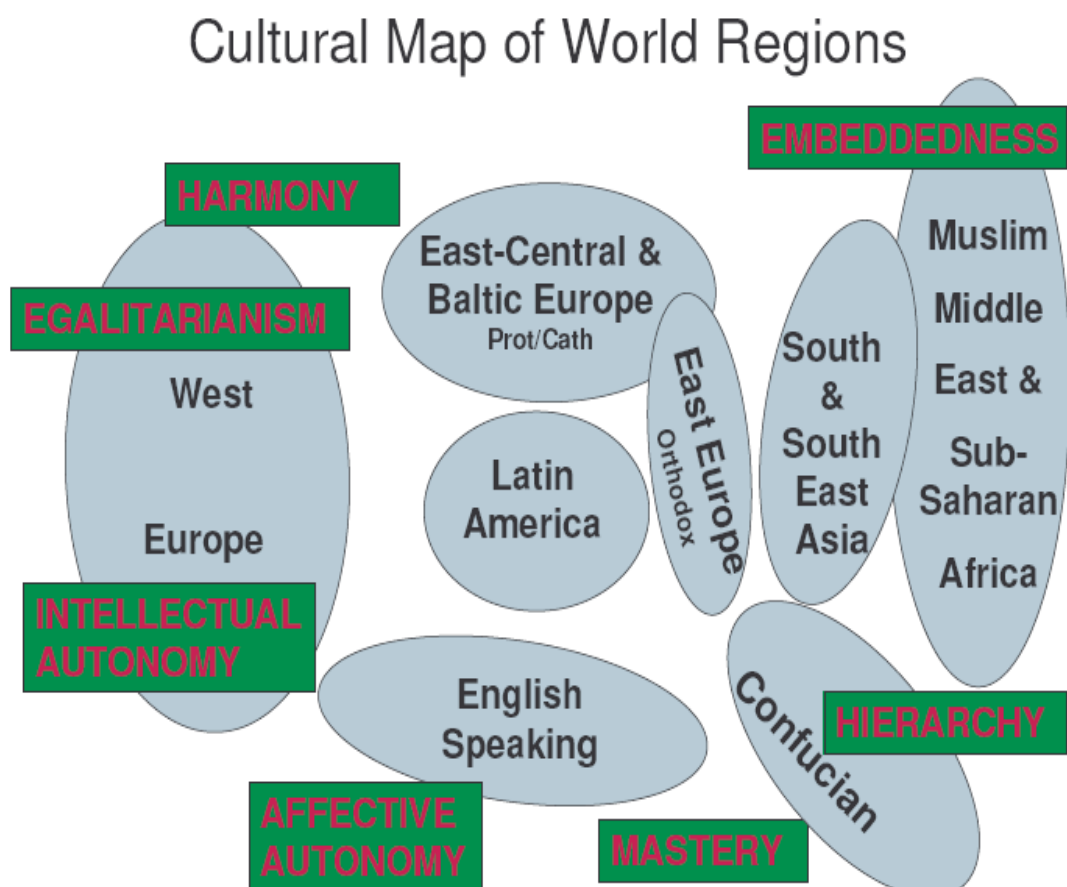 Cultural Map of World Regions
EMBEDDEDNESS
HARMONY
EGALITARIANISM
West
Europe
INTELLECTUAL
AUTONOMY
East-Central &
Baltic Europe
Prot/Cath
East Europe
Orthodox
Latin
America
South
&
South
East
Asia
Muslim
Middle
East &
Sub-
Saharan
Africa
English
Speaking
Confucian
HIERARCHY
AFFECTIVE
AUTONOMY
MASTERY